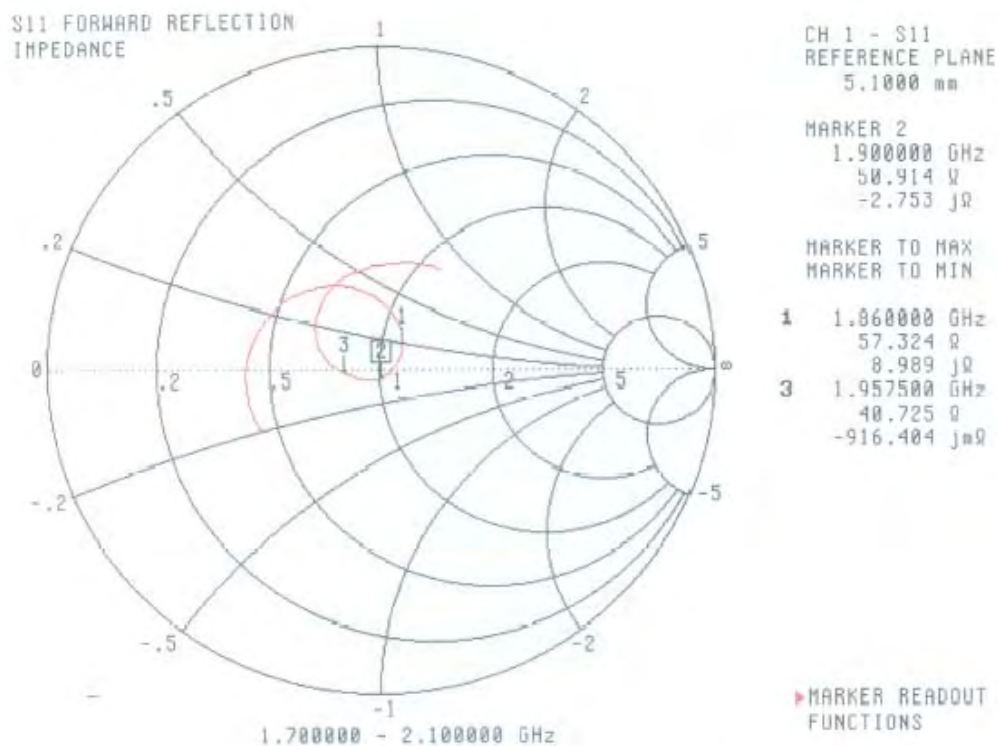 S11 FORWARD REFLECTION
IMPEDANCE
CH 1 - S11
REFERENCE PLANE
5.1000 mm
MARKER 2
1.900000 GHz
50.914 Ω
-2.753 jΩ
MARKER TO MAX
MARKER TO MIN
1 1.860000 GHz
57.324 Ω
8.989 jΩ
3 1.957500 GHz
40.725 Ω
-916.404 jmΩ
▶MARKER READOUT
FUNCTIONS
1
.5
2
.2
5
1
3
2
0
.2
.5
1
2
5
∞
-.2
-5
-.5
-2
-1
1.700000 - 2.100000 GHz